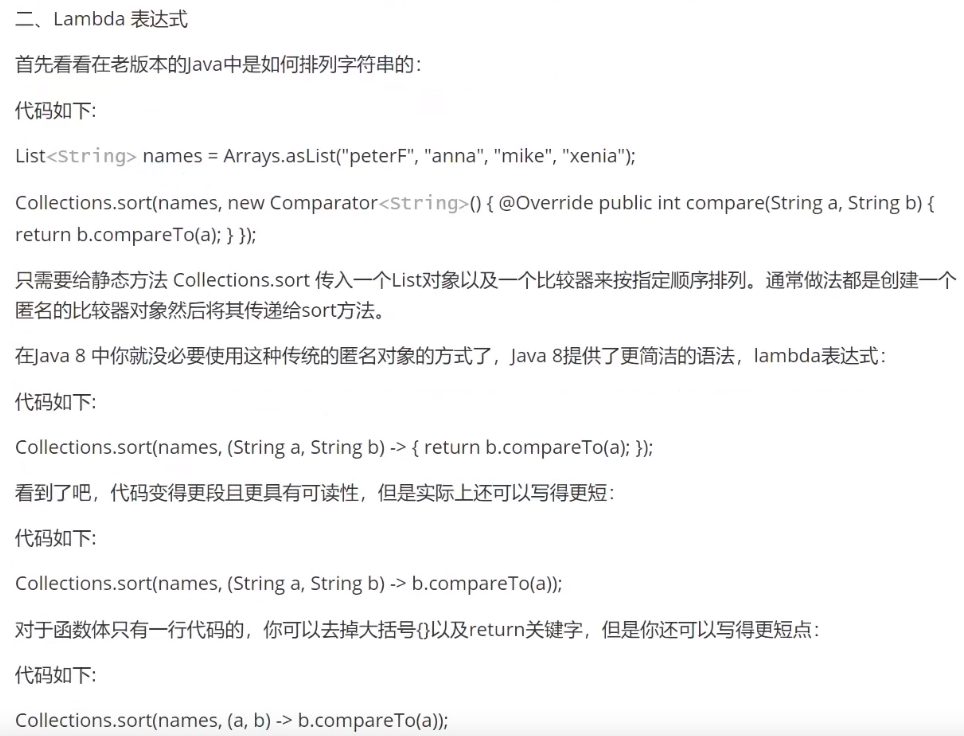 二、Lambda 表达式
首先看看在老版本的Java中是如何排列字符串的：
代码如下:
List<String> names = Arrays.asList("peterF", "anna", "mike", "xenia");
Collections.sort(names, new Comparator<String>() { @Override public int compare(String a, String b) {
return b.compareTo(a); } });
只需要给静态方法 Collections.sort 传入一个List对象以及一个比较器来按指定顺序排列。通常做法都是创建一个
匿名的比较器对象然后将其传递给sort方法。
在Java 8 中你就没必要使用这种传统的匿名对象的方式了，Java 8提供了更简洁的语法，lambda表达式：
代码如下:
Collections.sort(names, (String a, String b) -> { return b.compareTo(a); });
看到了吧，代码变得更段且更具有可读性，但是实际上还可以写得更短：
代码如下:
Collections.sort(names, (String a, String b) -> b.compareTo(a));
对于函数体只有一行代码的，你可以去掉大括号{}以及return关键字，但是你还可以写得更短点：
代码如下:
Collections.sort(names, (a, b) -> b.compareTo(a));